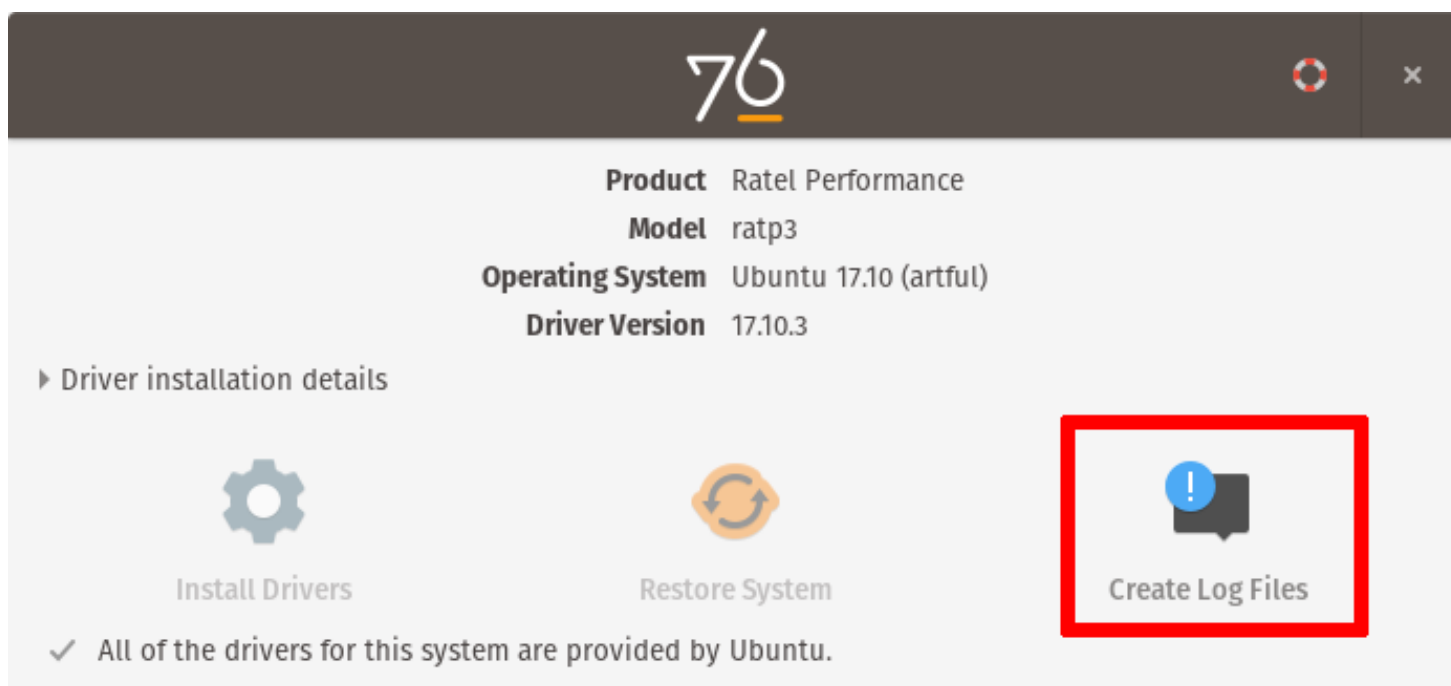 76
Product Ratel Performance
Model ratp3
Operating System Ubuntu 17.10 (artful)
Driver Version 17.10.3
Driver installation details
!
Install Drivers Restore System Create Log Files
All of the drivers for this system are provided by Ubuntu.